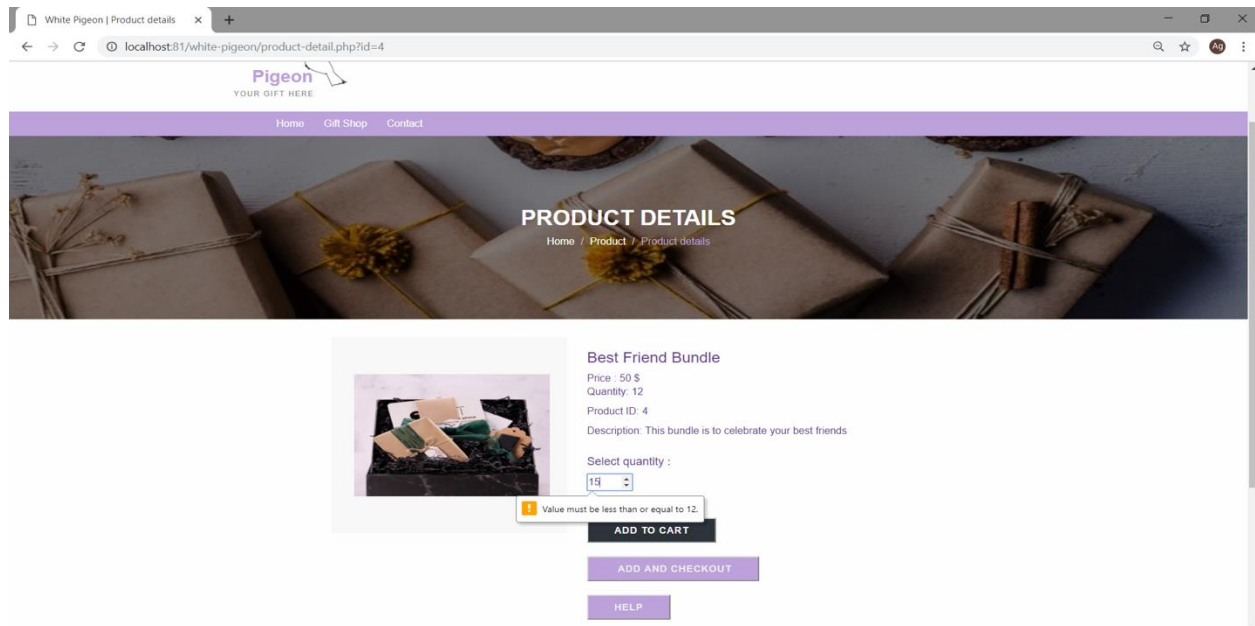 White Pigeon | Product details
localhost:81/white-pigeon/product-detail.php?id=4
Ag
Pigeon
YOUR GIFT HERE
Home Gift Shop Contact
PRODUCT DETAILS
Home / Product / Product details
Best Friend Bundle
Price : 50 $
Quantity: 12
Product ID: 4
Description: This bundle is to celebrate your best friends
Select quantity :
15
Value must be less than or equal to 12.
ADD TO CART
ADD AND CHECKOUT
HELP